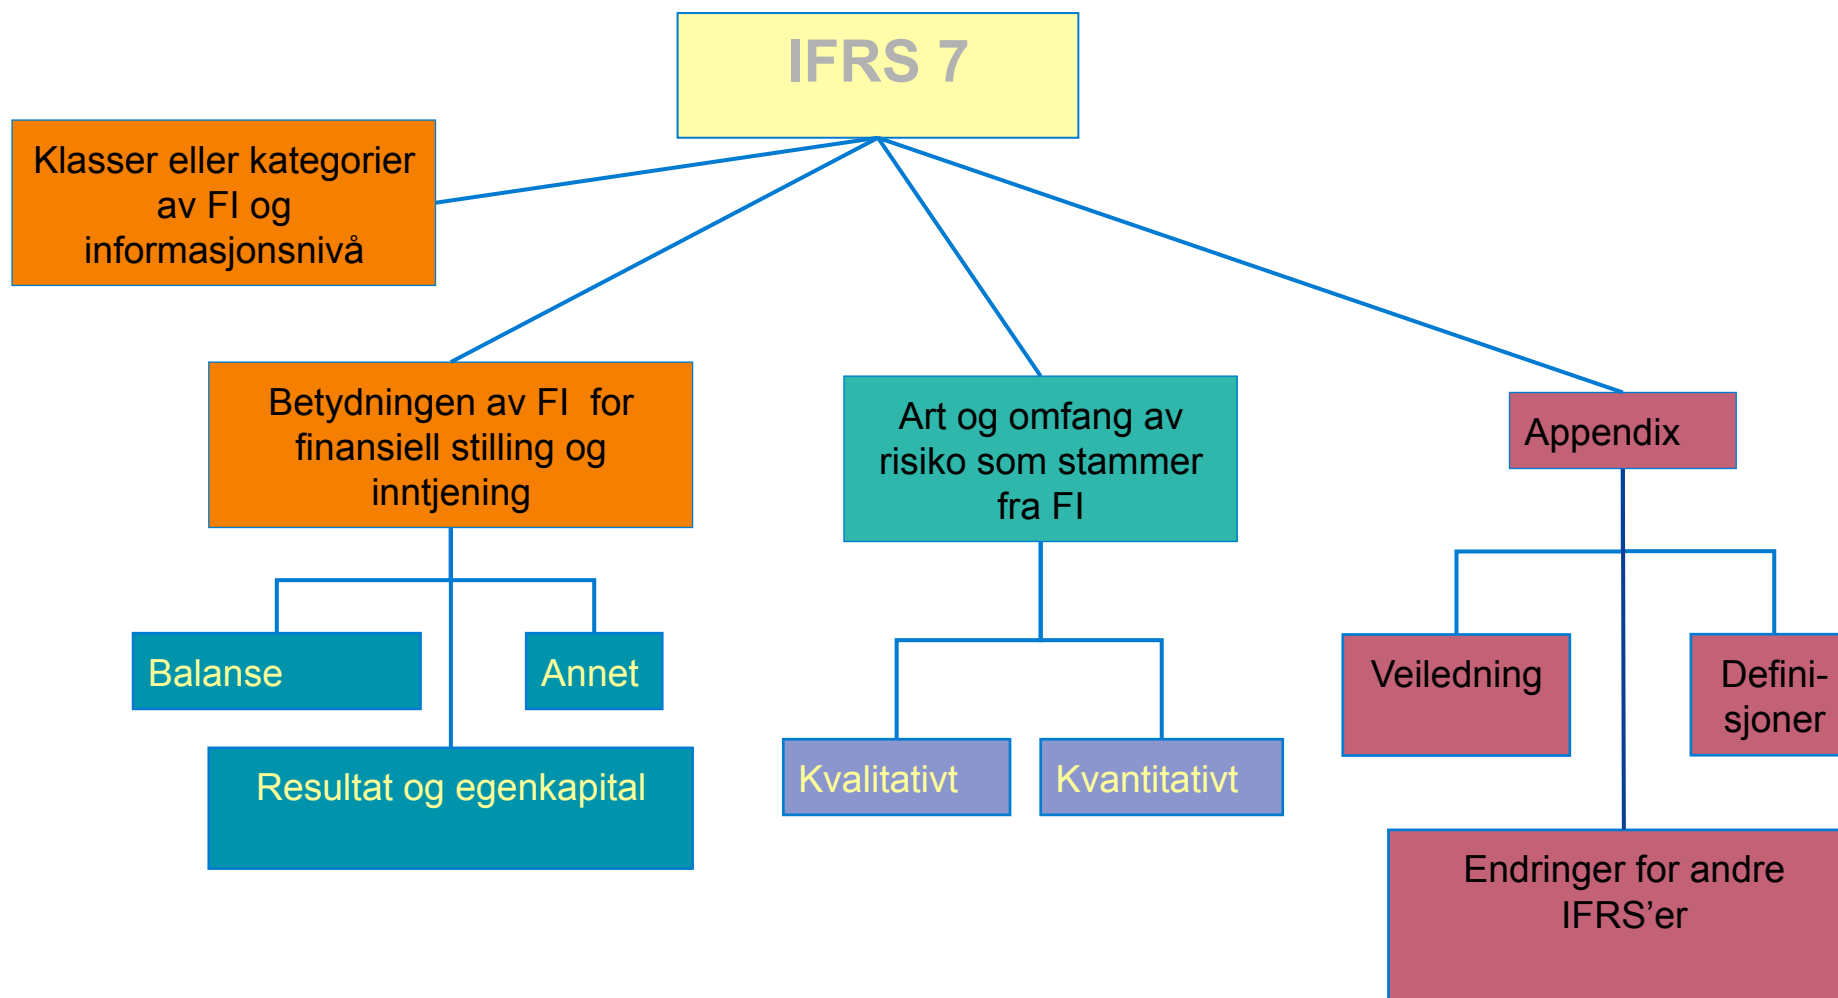 IFRS 7
Klasser eller kategorier
av FI og
informasjonsnivå
Betydningen av FI for
finansiell stilling og
inntjening
Art og omfang av
risiko som stammer
fra FI
Appendix
Balanse
Annet
Resultat og egenkapital
Kvalitativt
Kvantitativt
Veiledning
Defini-
sjoner
Endringer for andre
IFRS’er